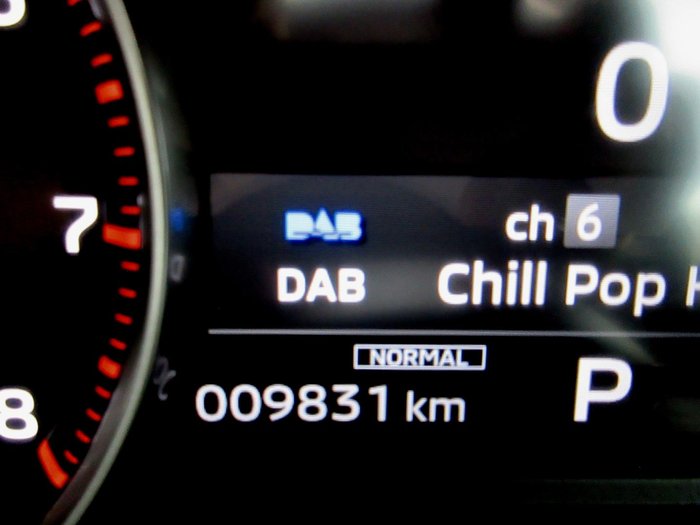 0
DAB
ch 6
7
DAB
Chill Pop
NORMAL
P
009831 km
8